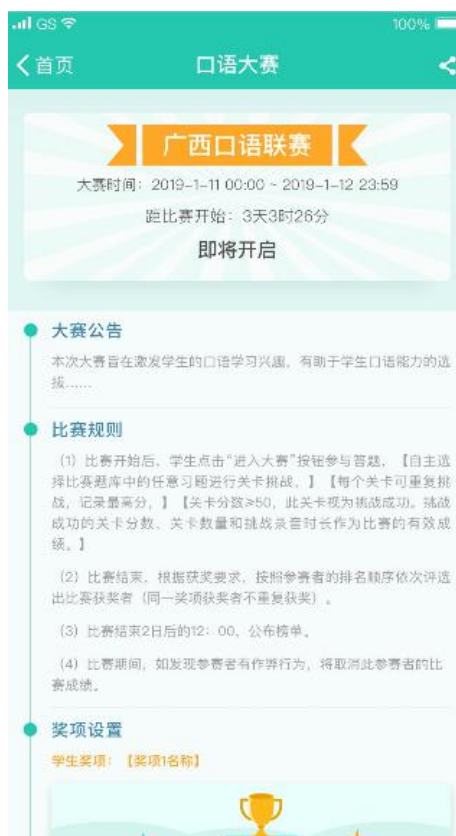 GS 100%
首页 口语大赛
广西口语联赛
大赛时间：2019-1-11 00:00 ~ 2019-1-12 23:59
距比赛开始：3天3时26分
即将开启
大赛公告
本次大赛旨在激发学生的口语学习兴趣，有助于学生口语能力的选
拔……
比赛规则
（1）比赛开始后，学生点击“进入大赛”按钮参与答题，【自主选
择比赛题库中的任意习题进行关卡挑战，】【每个关卡可重复挑
战，记录最高分，】【关卡分数≥50，此关卡视为挑战成功。挑战
成功的关卡分数、关卡数量和挑战录音时长作为比赛的有效成
绩。】
（2）比赛结束，根据获奖要求，按照参赛者的排名顺序依次评选
出比赛获奖者（同一奖项获奖者不重复获奖）。
（3）比赛结束2日后的12：00，公布榜单。
（4）比赛期间，如发现参赛者有作弊行为，将取消此参赛者的比
赛成绩。
奖项设置
学生奖项：【奖项1名称】